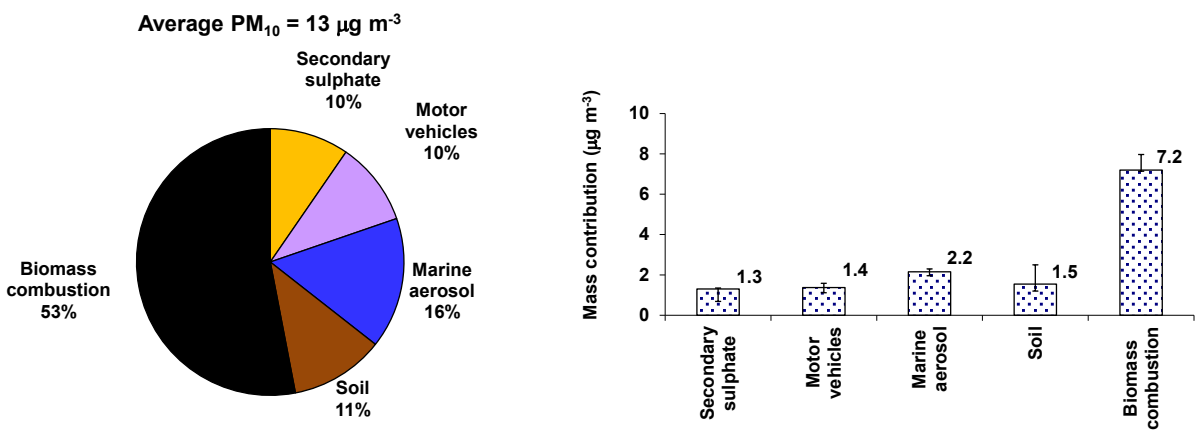 Average PM₁₀ = 13 µg m⁻³
Secondary
sulphate
10%
Motor
vehicles
10%
Marine
aerosol
16%
Soil
11%
Biomass
combustion
53%
Mass contribution (µg m⁻³)
10
8
6
4
2
0
1.3
1.4
2.2
1.5
7.2
Secondary
sulphate
Motor
vehicles
Marine
aerosol
Soil
Biomass
combustion